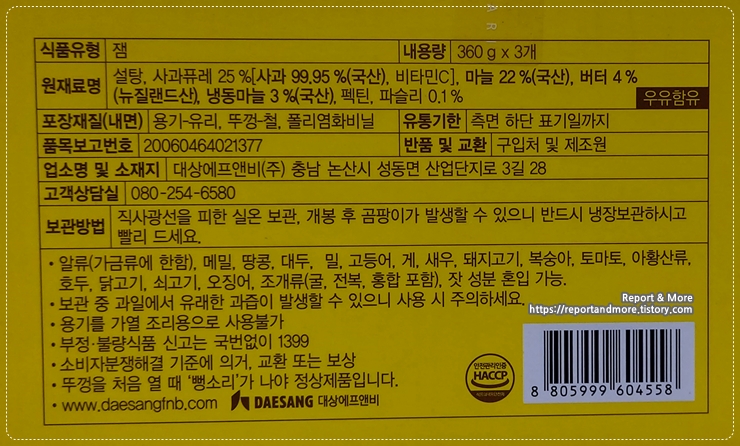 AR
식품유형 잼 내용량 360 g x 3개
원재료명 설탕, 사과퓨레 25 %[사과 99.95 %(국산), 비타민C], 마늘 22 %(국산), 버터 4 %
(뉴질랜드산), 냉동마늘 3 %(국산), 펙틴, 파슬리 0.1 % 우유함유
포장재질(내면) 용기-유리, 뚜껑-철, 폴리염화비닐 유통기한 측면 하단 표기일까지
품목보고번호 20060464021377 반품 및 교환 구입처 및 제조원
업소명 및 소재지 대상에프앤비(주) 충남 논산시 성동면 산업단지로 3길 28
고객상담실 080-254-6580
보관방법 직사광선을 피한 실온 보관, 개봉 후 곰팡이가 발생할 수 있으니 반드시 냉장보관하시고
빨리 드세요.
• 알류(가금류에 한함), 메밀, 땅콩, 대두, 밀, 고등어, 게, 새우, 돼지고기, 복숭아, 토마토, 아황산류,
호두, 닭고기, 쇠고기, 오징어, 조개류(굴, 전복, 홍합 포함), 잣 성분 혼입 가능.
• 보관 중 과일에서 유래한 과즙이 발생할 수 있으니 사용 시 주의하세요.
Report & More
https://reportandmore.tistory.com
• 용기를 가열 조리용으로 사용불가
• 부정·불량식품 신고는 국번없이 1399
• 소비자분쟁해결 기준에 의거, 교환 또는 보상
• 뚜껑을 처음 열 때 '뻥소리'가 나야 정상제품입니다.
• www.daesangfnb.com DAESANG 대상에프앤비
안전관리인증
HACCP
8 805999 604558